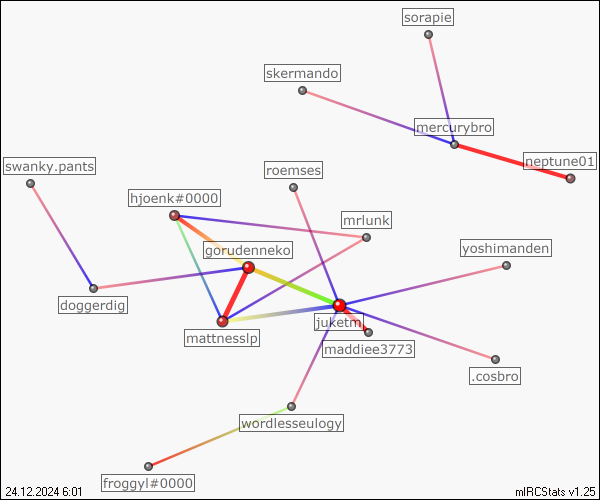 sorapie
skermando
mercurybro
neptune01
swanky.pants
roemses
hjoenk#0000
mrlunk
gorudenneko
yoshimanden
doggerdig
juketm
mattnesslp
maddiee3773
.cosbro
wordlesseulogy
froggyl#0000
24.12.2024 6:01
mIRCStats v1.25